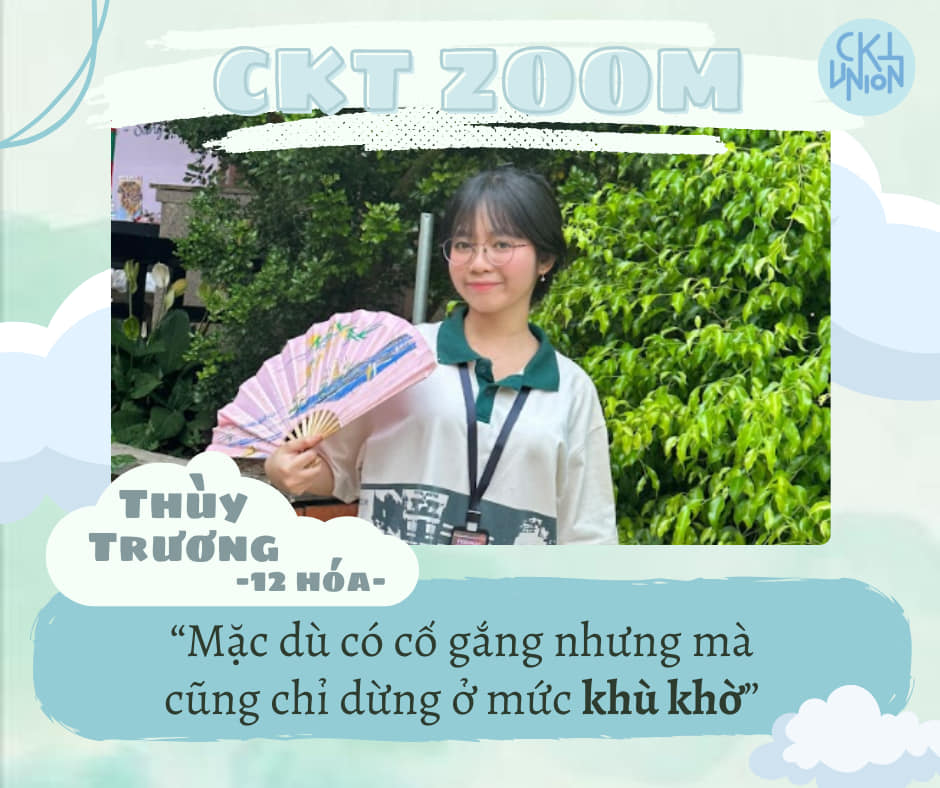 CKT ZOOM
CKT
UNION
THÙY
TRƯƠNG
-12 HÓA-
“Mặc dù có cố gắng nhưng mà
cũng chỉ dừng ở mức khù khờ”